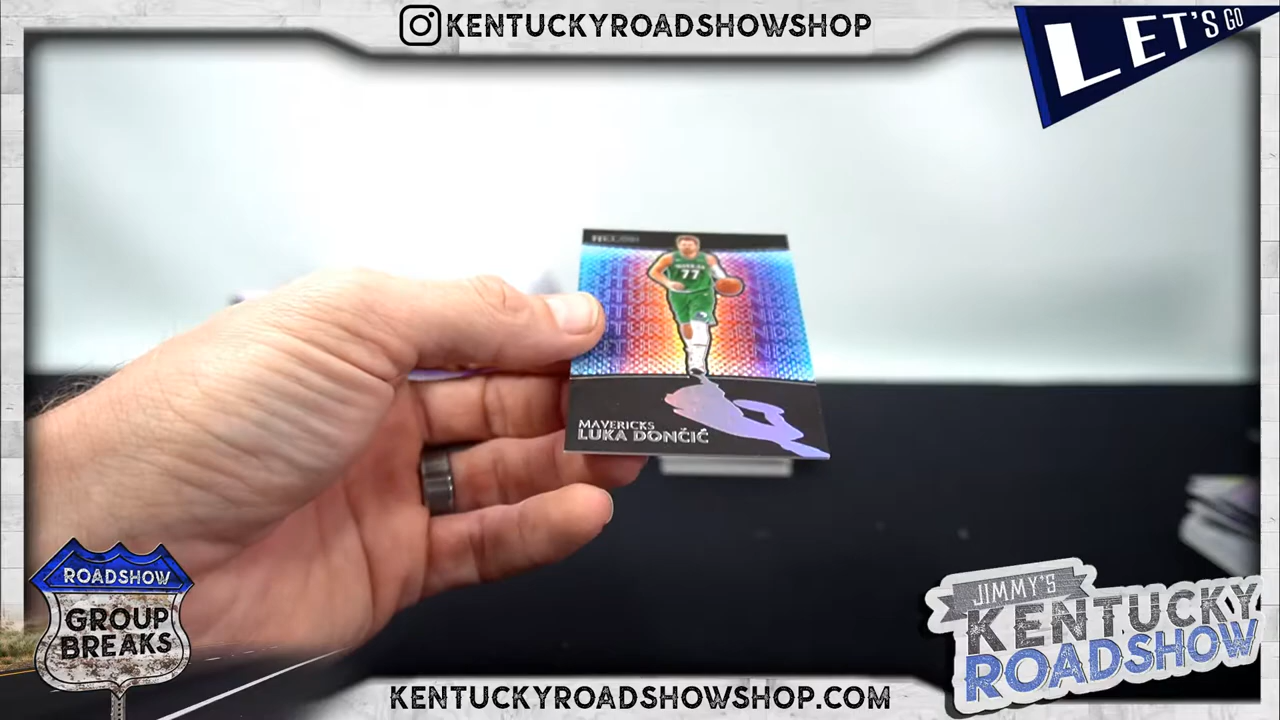 KENTUCKYROADSHOWSHOP
LET'S GO
77
MAVERICKS
LUKA DONČIĆ
ROADSHOW
GROUP
BREAKS
JIMMY'S
KENTUCKY
ROADSHOW
KENTUCKYROADSHOWSHOP.COM